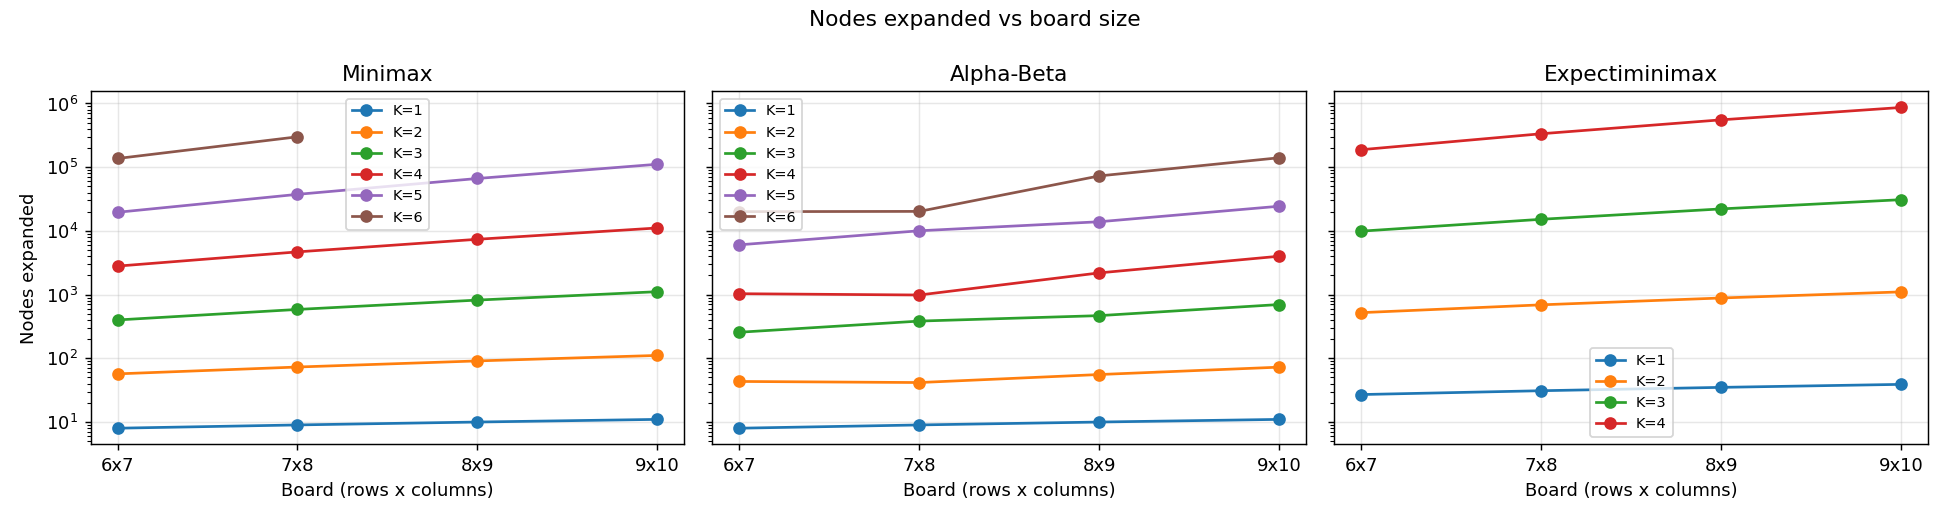 Nodes expanded vs board size
Minimax
Nodes expanded
10^6
10^5
10^4
10^3
10^2
10^1
K=1
K=2
K=3
K=4
K=5
K=6
6x7
7x8
8x9
9x10
Board (rows x columns)
Alpha-Beta
K=1
K=2
K=3
K=4
K=5
K=6
6x7
7x8
8x9
9x10
Board (rows x columns)
Expectiminimax
K=1
K=2
K=3
K=4
6x7
7x8
8x9
9x10
Board (rows x columns)